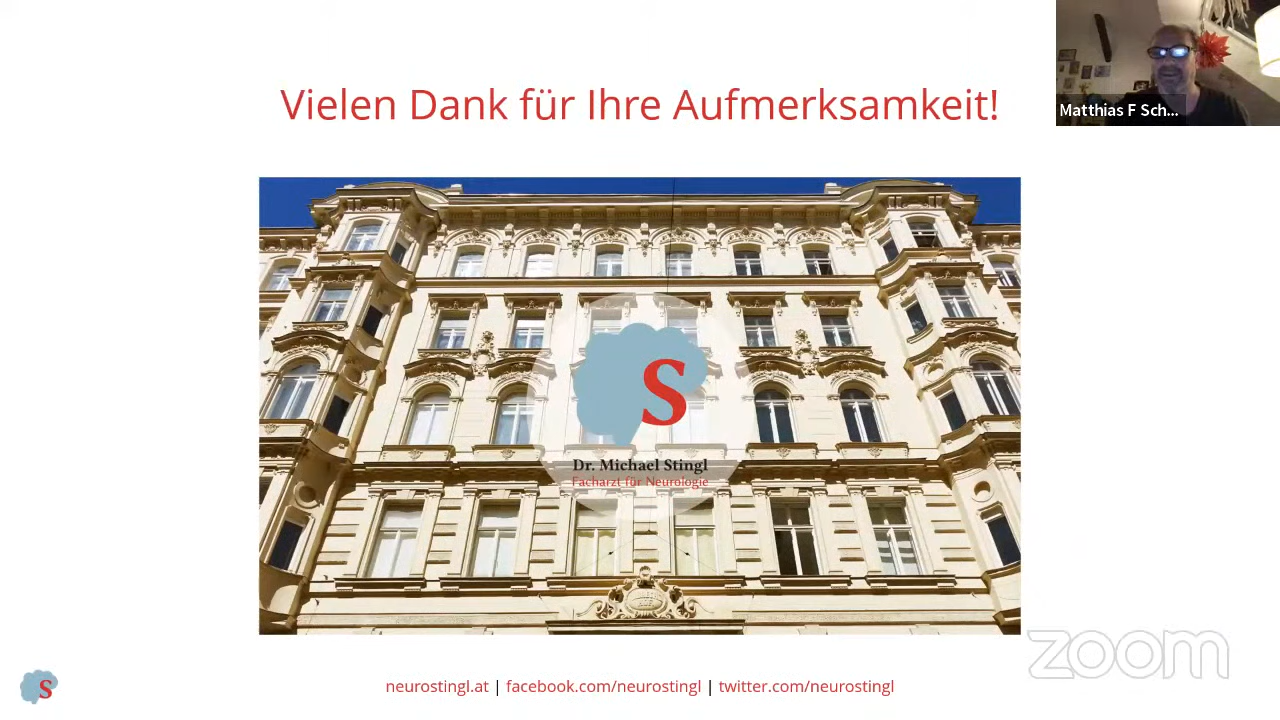 Vielen Dank für Ihre Aufmerksamkeit!
Matthias F Sch...
S
Dr. Michael Stingl
Facharzt für Neurologie
zoom
S
neurostingl.at | facebook.com/neurostingl | twitter.com/neurostingl